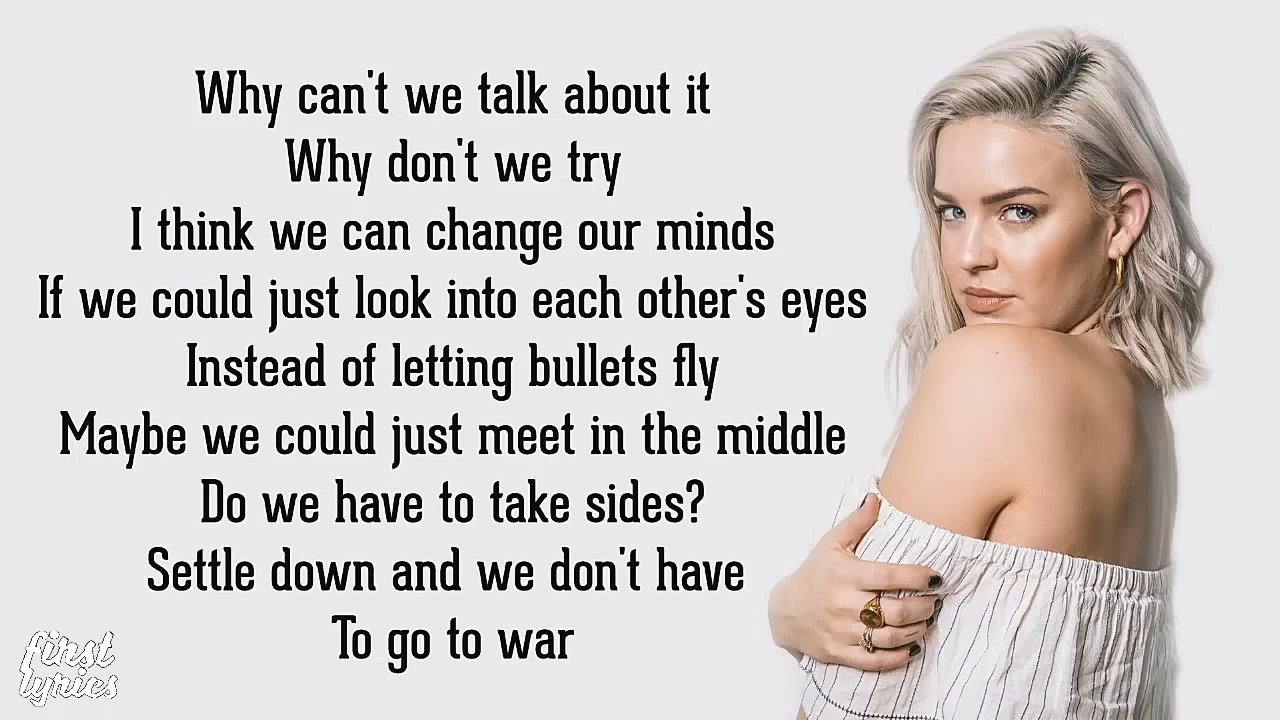 Why can't we talk about it
Why don't we try
I think we can change our minds
If we could just look into each other's eyes
Instead of letting bullets fly
Maybe we could just meet in the middle
Do we have to take sides?
Settle down and we don't have
To go to war
first
lyrics